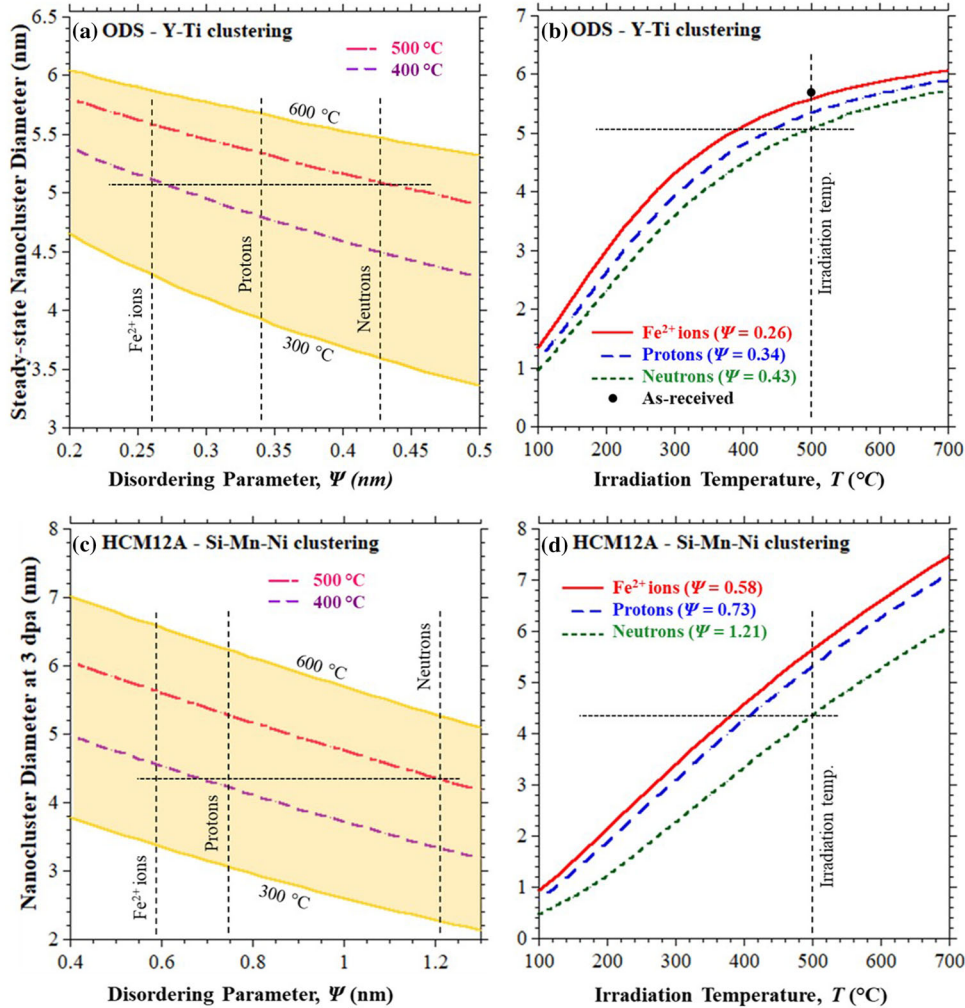 (a) ODS - Y-Ti clustering
500 °C
400 °C
600 °C
300 °C
Fe²⁺ ions
Protons
Neutrons
Steady-state Nanocluster Diameter (nm)
6.5
6
5.5
5
4.5
4
3.5
3
0.2 0.25 0.3 0.35 0.4 0.45 0.5
Disordering Parameter, Ψ (nm)
(b) ODS - Y-Ti clustering
Irradiation temp.
Fe²⁺ ions (Ψ = 0.26)
Protons (Ψ = 0.34)
Neutrons (Ψ = 0.43)
As-received
7
6
5
4
3
2
1
0
100 200 300 400 500 600 700
Irradiation Temperature, T (°C)
(c) HCM12A - Si-Mn-Ni clustering
500 °C
400 °C
600 °C
300 °C
Fe²⁺ ions
Protons
Neutrons
Nanocluster Diameter at 3 dpa (nm)
8
7
6
5
4
3
2
0.4 0.6 0.8 1 1.2
Disordering Parameter, Ψ (nm)
(d) HCM12A - Si-Mn-Ni clustering
Fe²⁺ ions (Ψ = 0.58)
Protons (Ψ = 0.73)
Neutrons (Ψ = 1.21)
Irradiation temp.
8
7
6
5
4
3
2
1
0
100 200 300 400 500 600 700
Irradiation Temperature, T (°C)